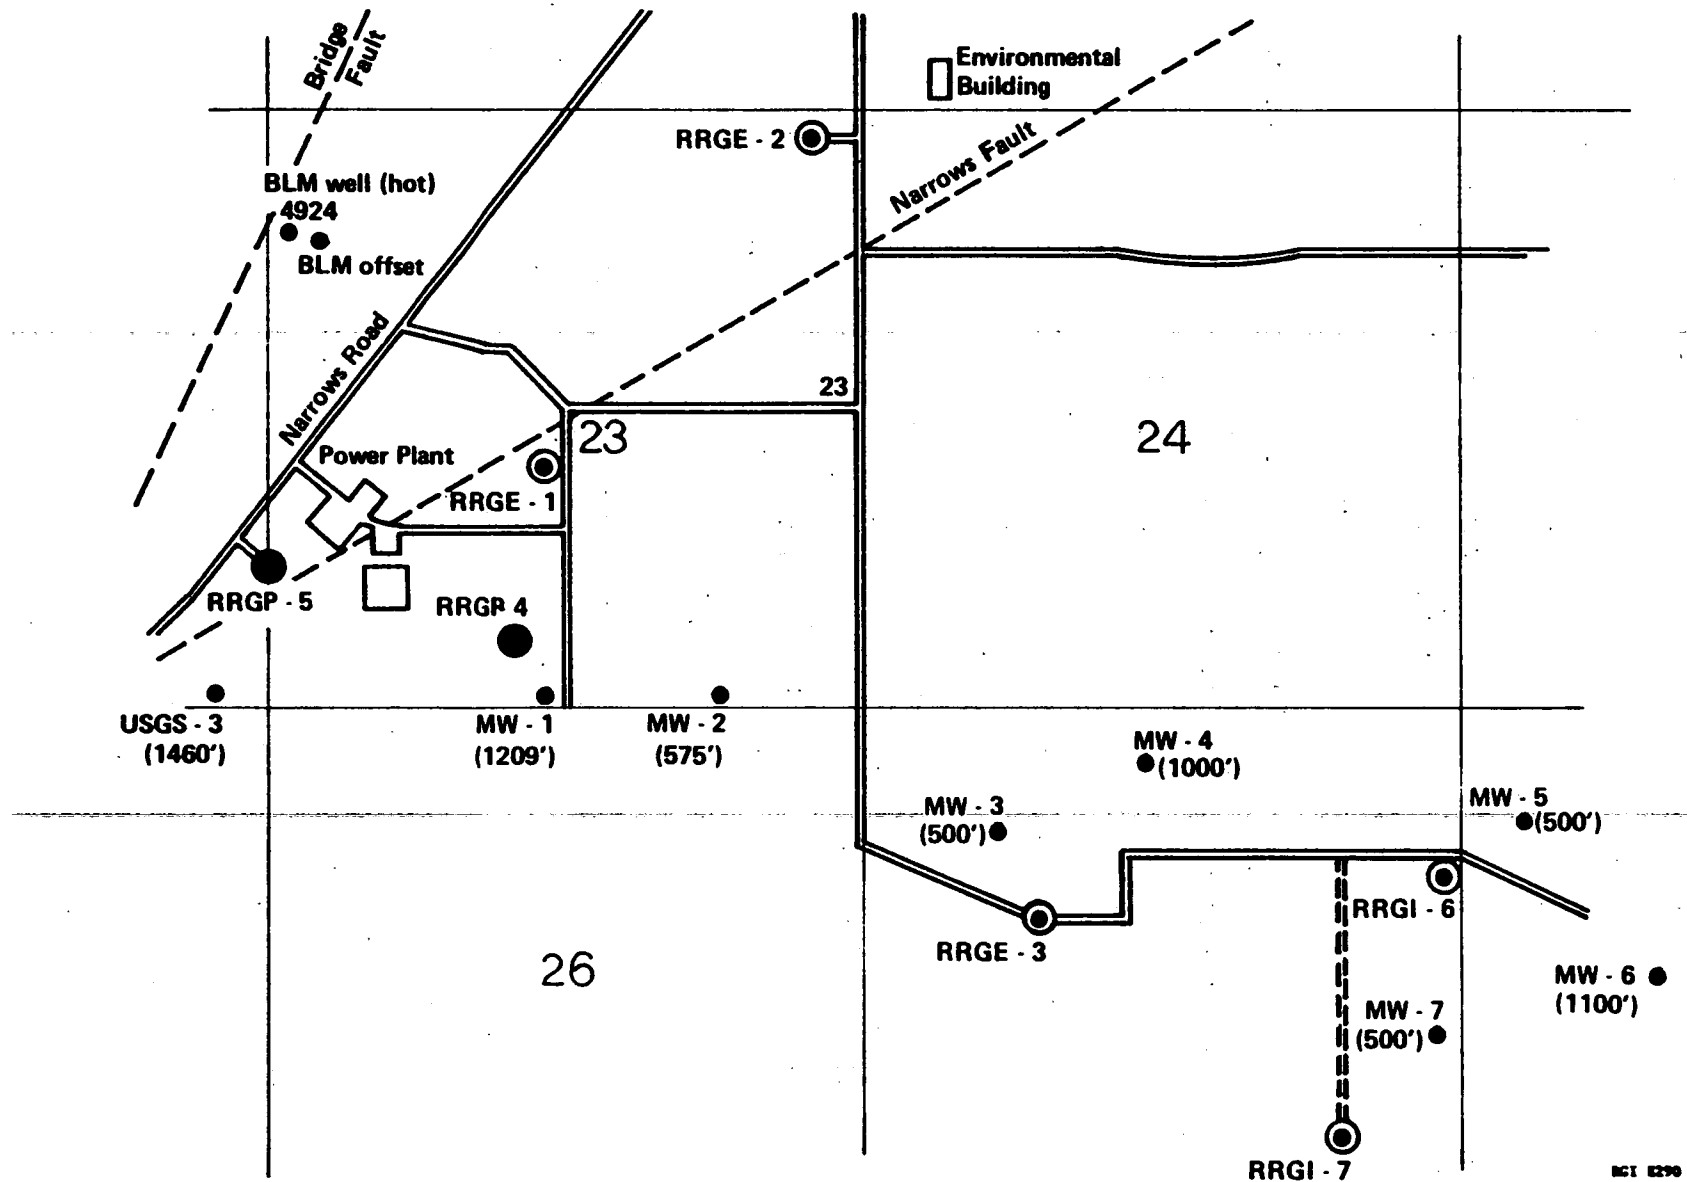 Bridge
Fault
Environmental
Building
RRGE - 2
Narrows Fault
BLM well (hot)
4924
BLM offset
Narrows Road
23
23
24
Power Plant
RRGE - 1
RRGP - 5
RRGP 4
USGS - 3
(1460')
MW - 1
(1209')
MW - 2
(575')
MW - 4
(1000')
MW - 3
(500')
MW - 5
(500')
RRGI - 6
RRGE - 3
26
MW - 6
(1100')
MW - 7
(500')
RRGI - 7